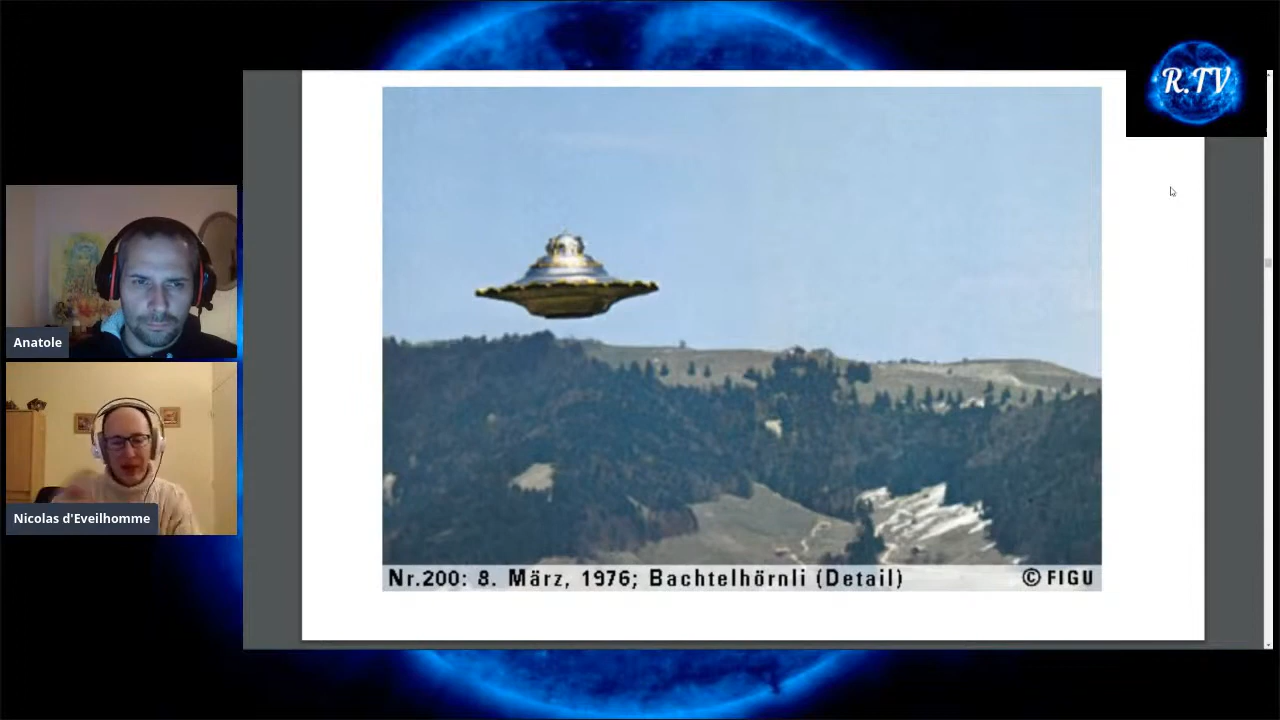 R.TV
Anatole
Nicolas d'Eveilhomme
Nr.200: 8. März, 1976; Bachtelhörnli (Detail) © FIGU